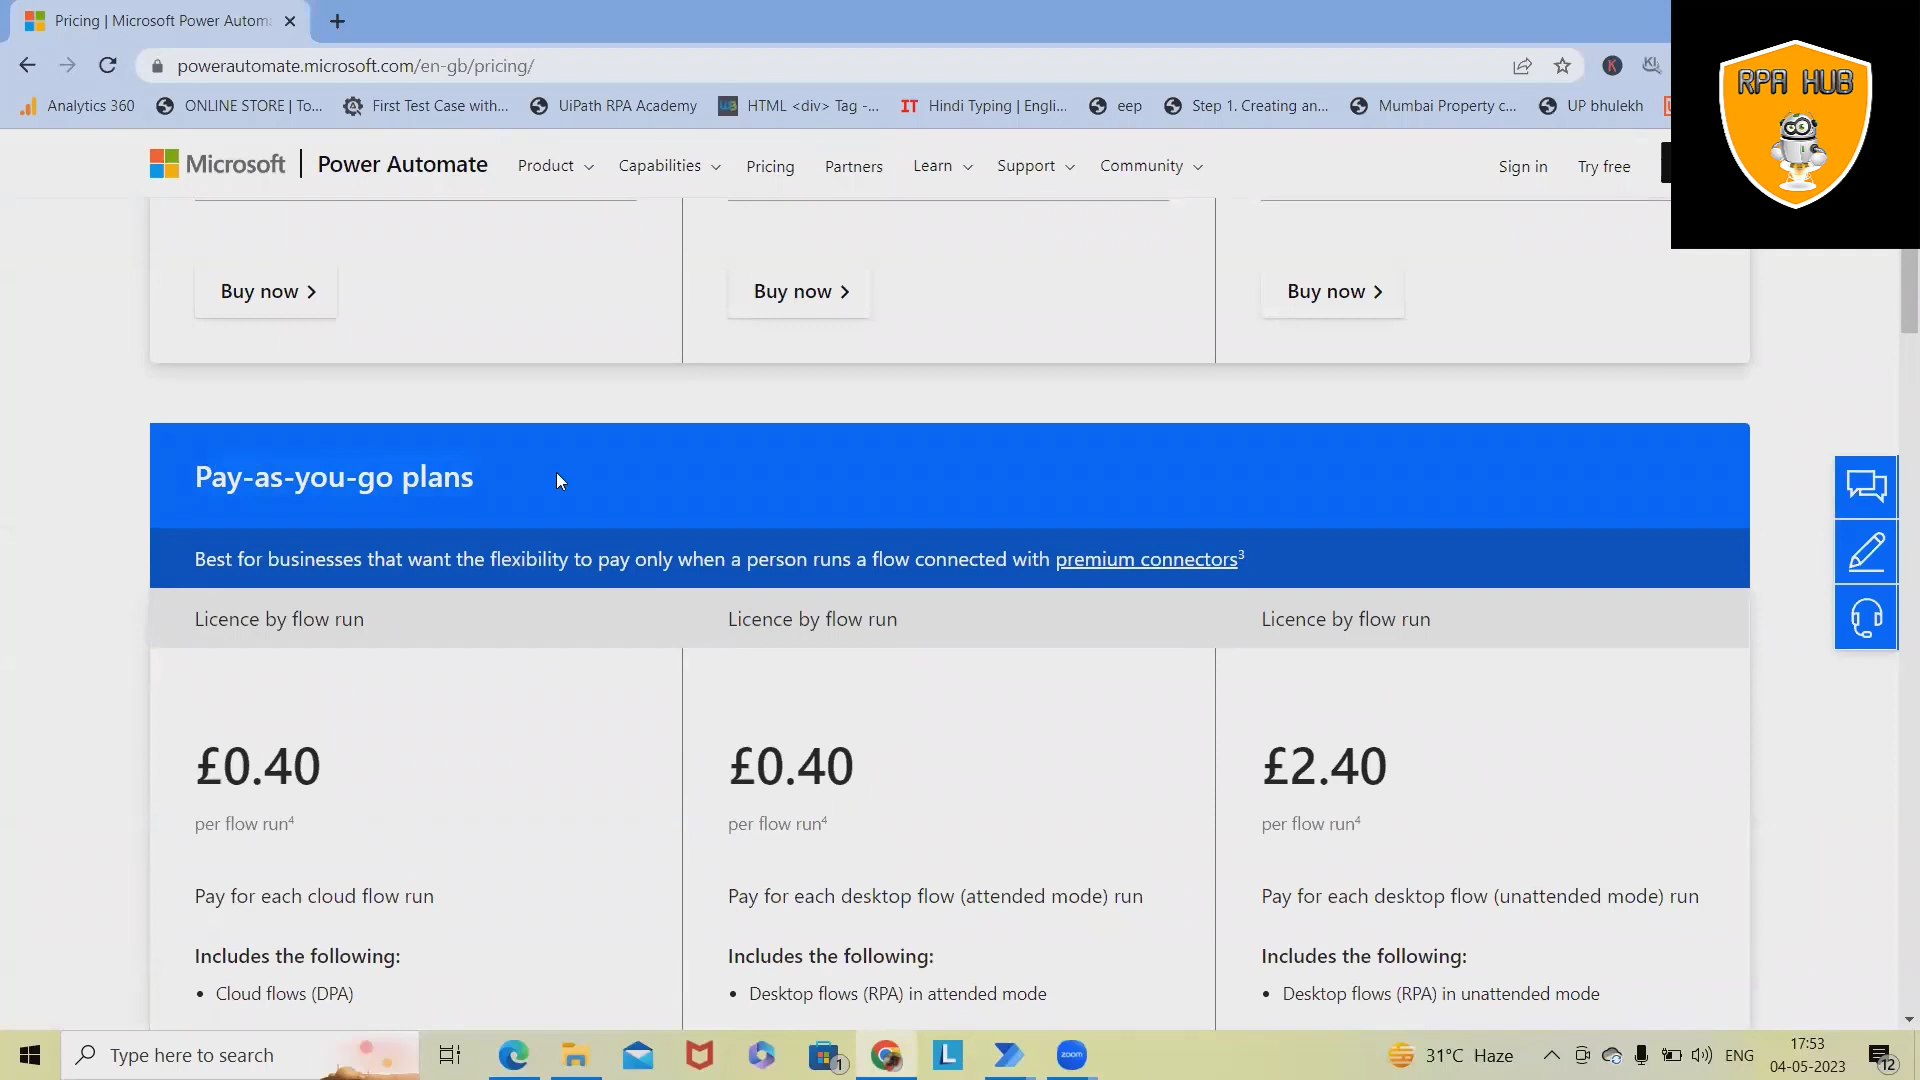 Pricing | Microsoft Power Autom
powerautomate.microsoft.com/en-gb/pricing/
Analytics 360
ONLINE STORE | To...
First Test Case with...
UiPath RPA Academy
HTML <div> Tag -...
Hindi Typing | Engli...
eep
Step 1. Creating an...
Mumbai Property c...
UP bhulekh
RPA HUB
Microsoft
Power Automate
Product
Capabilities
Pricing
Partners
Learn
Support
Community
Sign in
Try free
Buy now
Buy now
Buy now
Pay-as-you-go plans
Best for businesses that want the flexibility to pay only when a person runs a flow connected with premium connectors3
Licence by flow run
Licence by flow run
Licence by flow run
£0.40
£0.40
£2.40
per flow run4
per flow run4
per flow run4
Pay for each cloud flow run
Pay for each desktop flow (attended mode) run
Pay for each desktop flow (unattended mode) run
Includes the following:
Includes the following:
Includes the following:
• Cloud flows (DPA)
• Desktop flows (RPA) in attended mode
• Desktop flows (RPA) in unattended mode
Type here to search
1
L
zoom
31°C Haze
ENG
17:53
04-05-2023
12